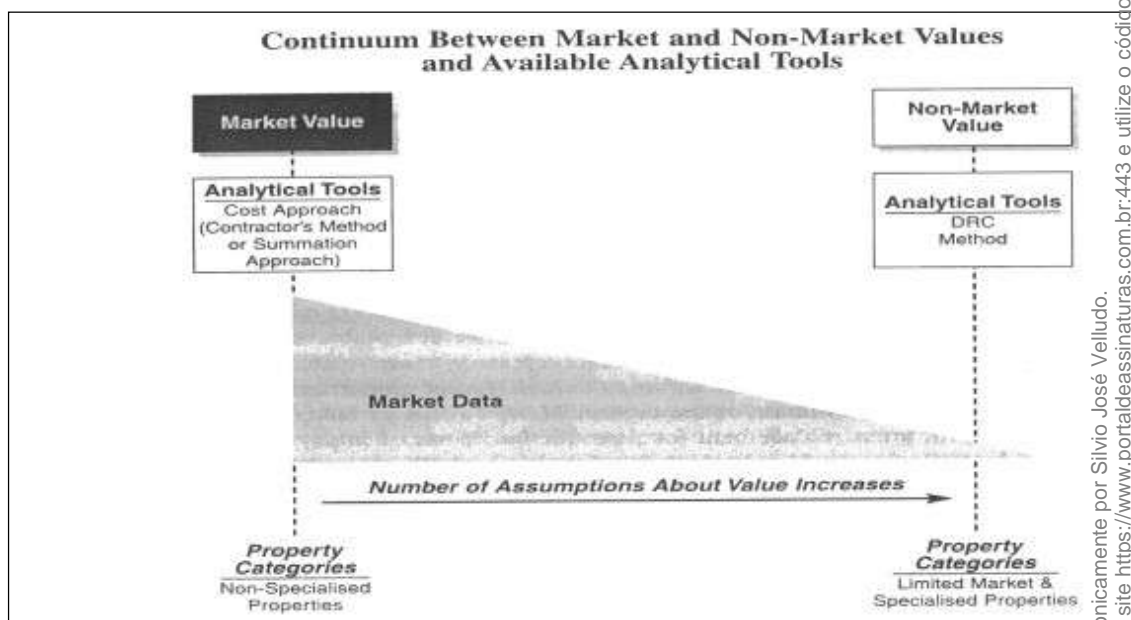 Continuum Between Market and Non-Market Values
and Available Analytical Tools
Market Value
Non-Market
Value
Analytical Tools
Cost Approach
(Contractor's Method
or Summation
Approach)
Analytical Tools
DRC
Method
Market Data
Number of Assumptions About Value Increases
Property
Categories
Non-Specialised
Properties
Property
Categories
Limited Market &
Specialised Properties
nicamente por Silvio José Velludo.
site https://www.portaldeassinaturas.com.br:443 e utilize o código